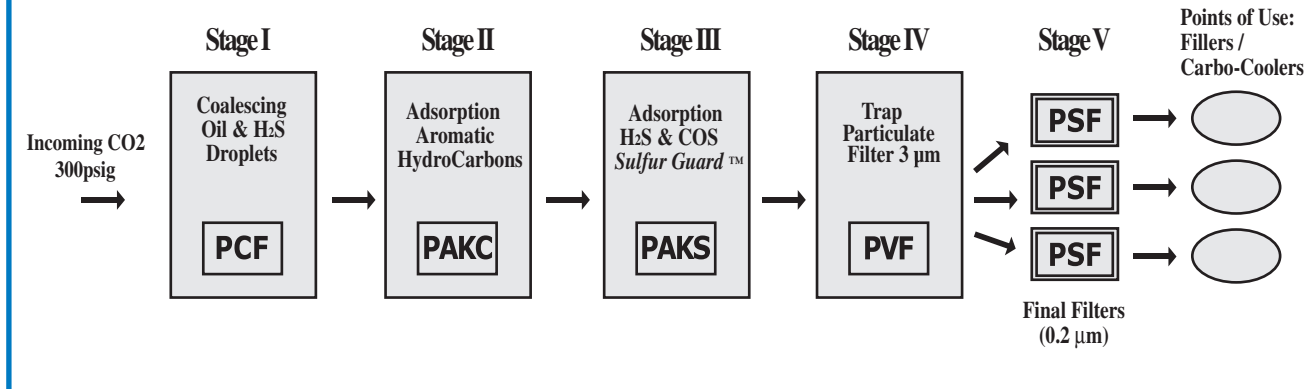 Incoming CO2
300psig
Stage I
Coalescing
Oil & H2S
Droplets
PCF
Stage II
Adsorption
Aromatic
HydroCarbons
PAKC
Stage III
Adsorption
H2S & COS
Sulfur Guard ™
PAKS
Stage IV
Trap
Particulate
Filter 3 µm
PVF
Stage V
PSF
PSF
PSF
Final Filters
(0.2 µm)
Points of Use:
Fillers /
Carbo-Coolers